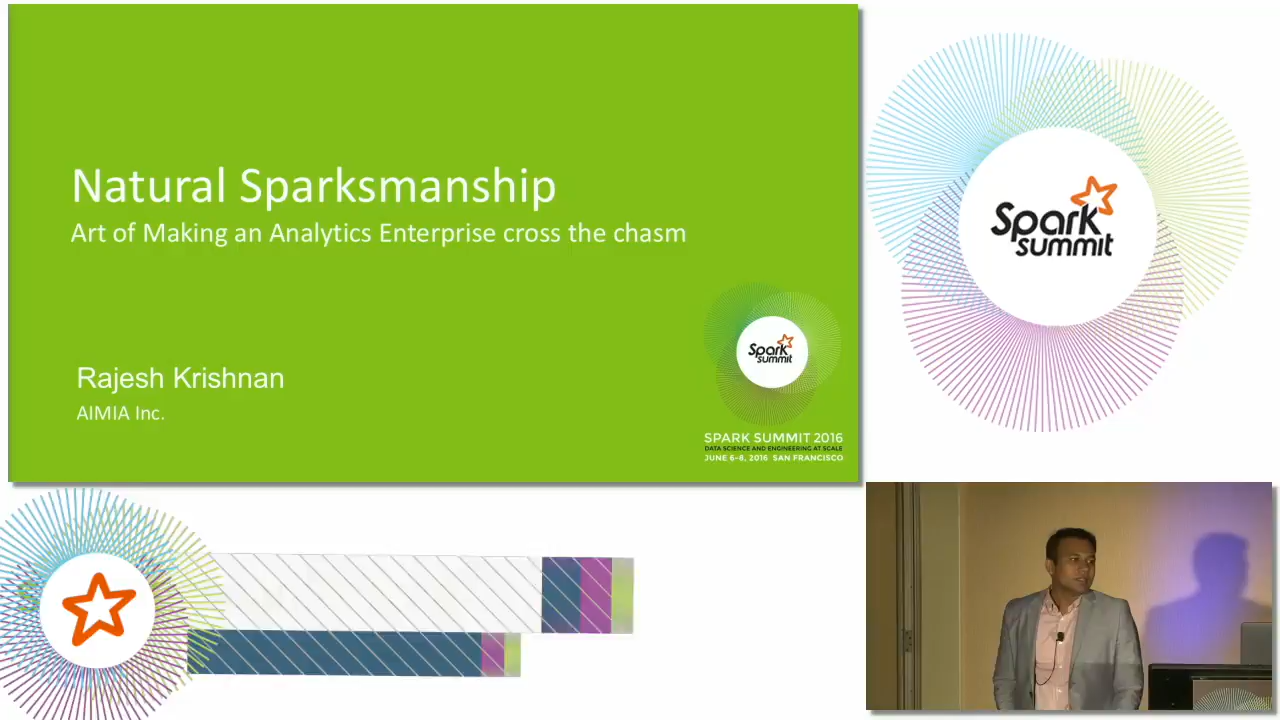 Natural Sparksmanship
Art of Making an Analytics Enterprise cross the chasm
Rajesh Krishnan
AIMIA Inc.
Spark
summit
SPARK SUMMIT 2016
DATA SCIENCE AND ENGINEERING AT SCALE
JUNE 6–8, 2016 SAN FRANCISCO
Spark
summit